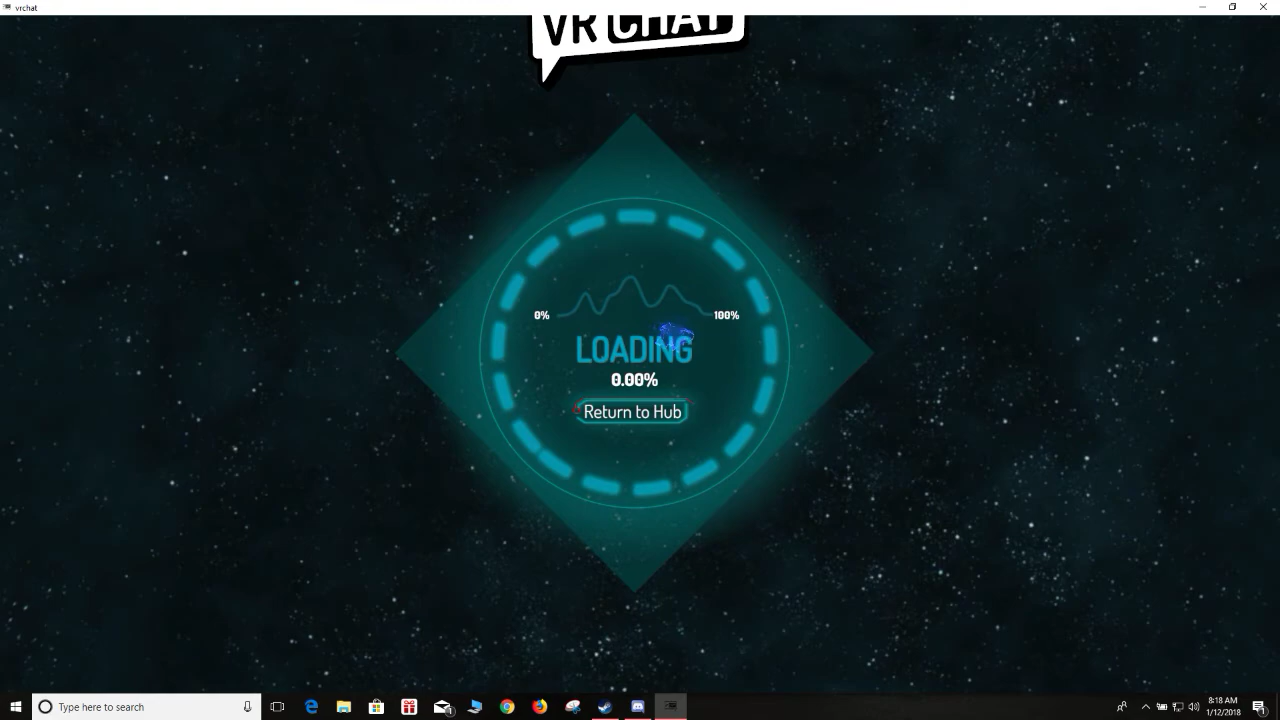 vrchat
VR CHAT
0%
100%
LOADING
0.00%
Return to Hub
Type here to search
8:18 AM
1/12/2018